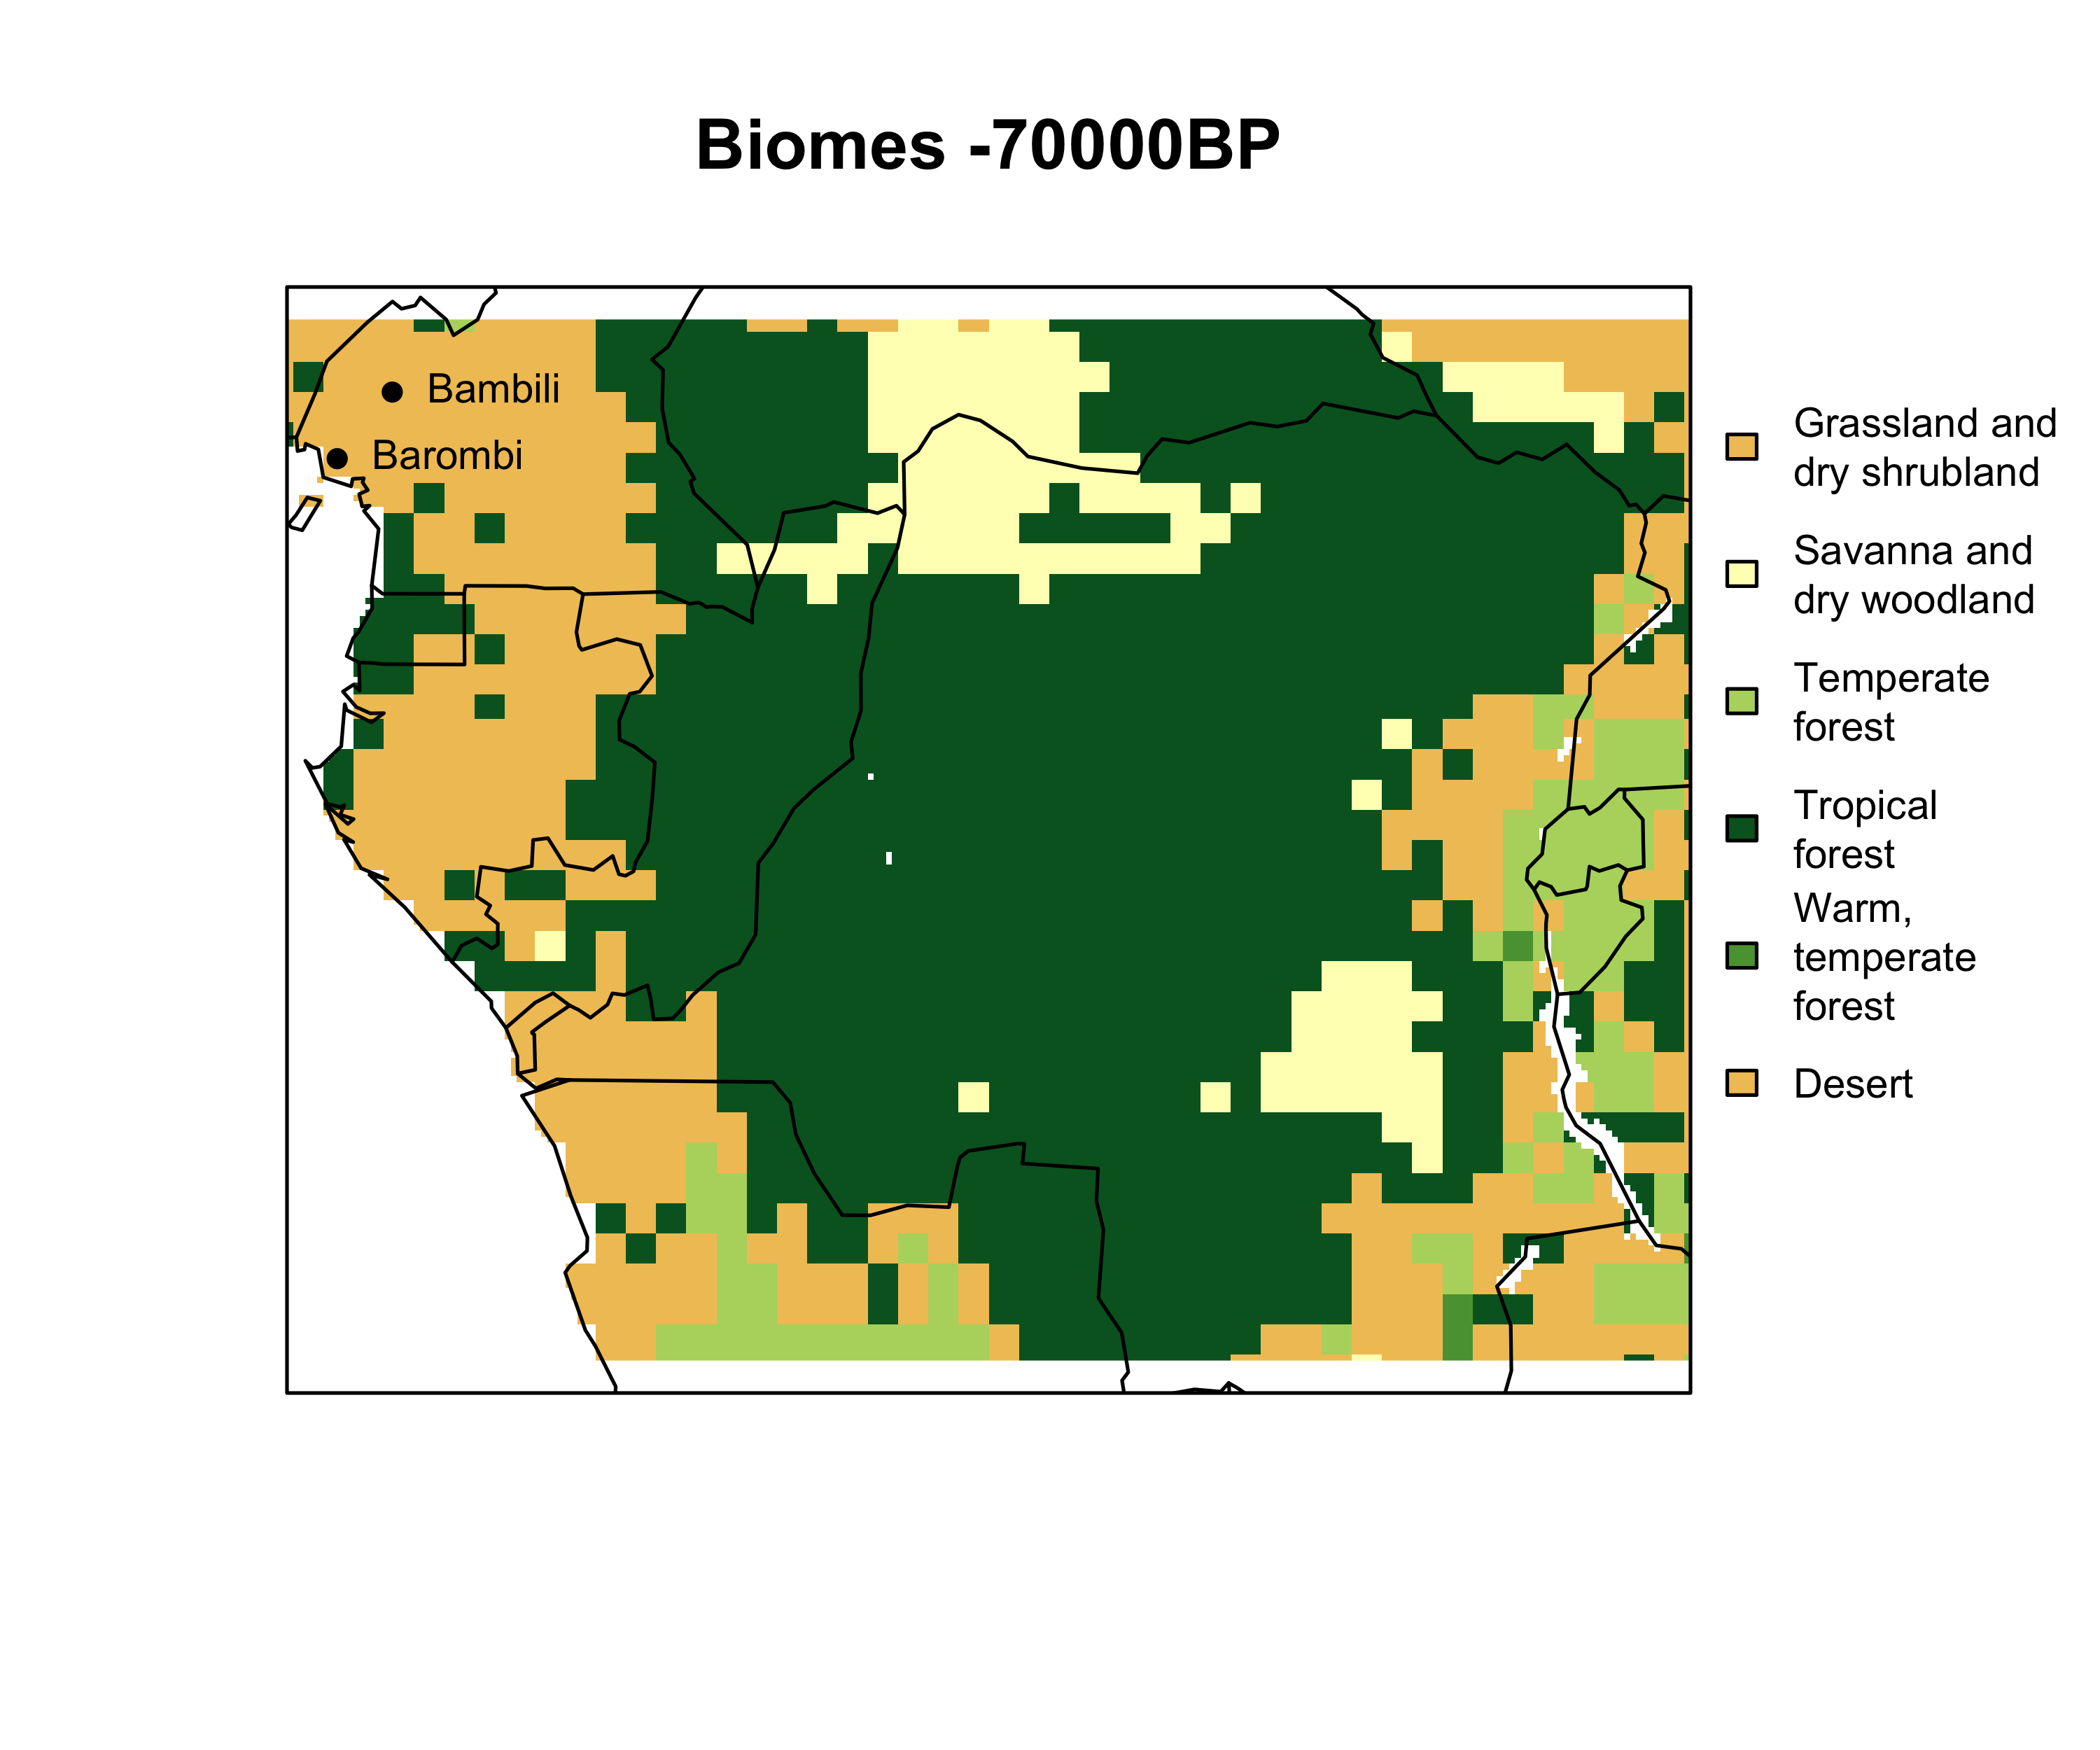 Biomes -70000BP
Bambili
Barombi
Grassland and
dry shrubland
Savanna and
dry woodland
Temperate
forest
Tropical
forest
Warm,
temperate
forest
Desert